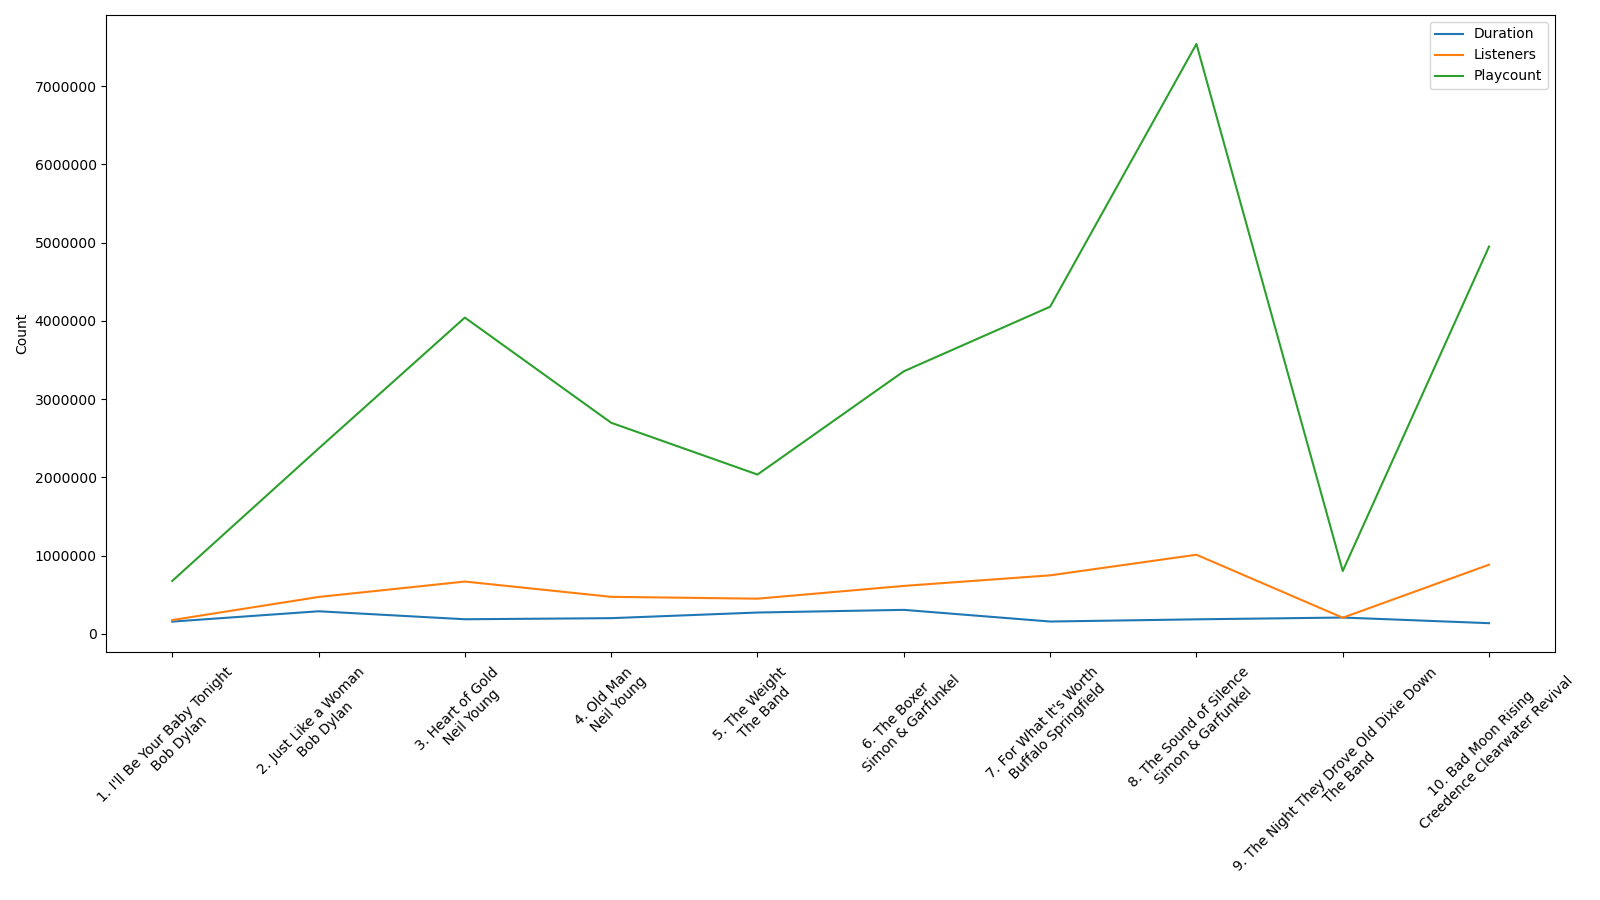 Duration
Listeners
Playcount
Count
7000000
6000000
5000000
4000000
3000000
2000000
1000000
0
1. I'll Be Your Baby Tonight
Bob Dylan
2. Just Like a Woman
Bob Dylan
3. Heart of Gold
Neil Young
4. Old Man
Neil Young
5. The Weight
The Band
6. The Boxer
Simon & Garfunkel
7. For What It's Worth
Buffalo Springfield
8. The Sound of Silence
Simon & Garfunkel
9. The Night They Drove Old Dixie Down
The Band
10. Bad Moon Rising
Creedence Clearwater Revival